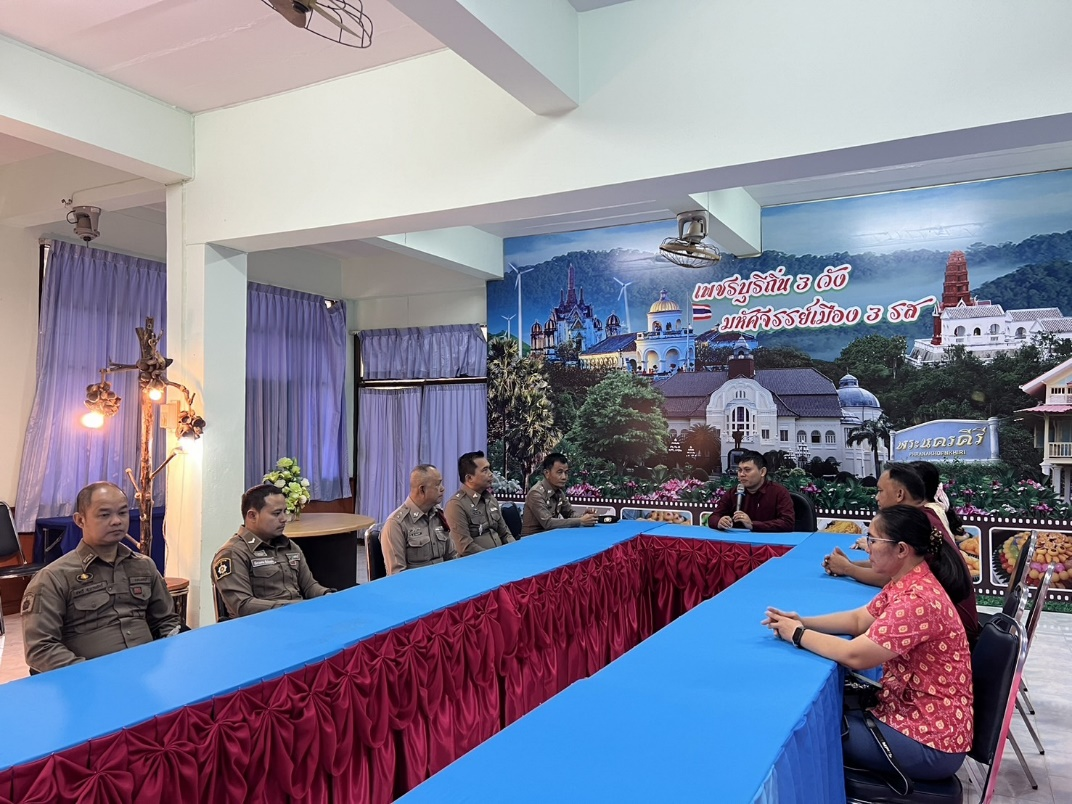 เพชรบุรีถิ่น 3 วัง
มหัศจรรย์เมือง 3 รส
พระนครคีรี
PHRANAKHONKHIRI